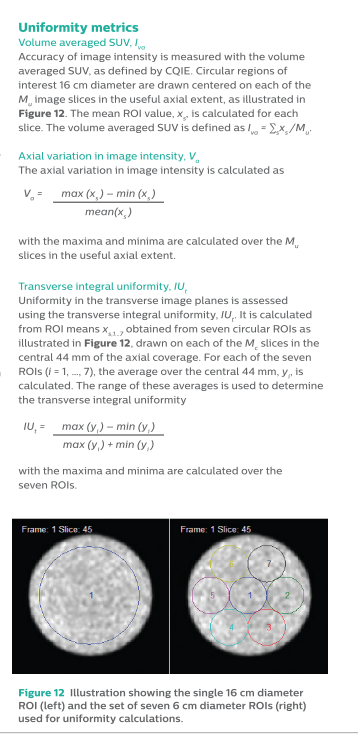 Uniformity metrics
Volume averaged SUV, I_va
Accuracy of image intensity is measured with the volume
averaged SUV, as defined by CQIE. Circular regions of
interest 16 cm diameter are drawn centered on each of the
M_u image slices in the useful axial extent, as illustrated in
Figure 12. The mean ROI value, x_s, is calculated for each
slice. The volume averaged SUV is defined as I_va = ∑_s x_s /M_u.
Axial variation in image intensity, V_a
The axial variation in image intensity is calculated as
V_a = max (x_s) – min (x_s)
mean(x_s)
with the maxima and minima are calculated over the M_u
slices in the useful axial extent.
Transverse integral uniformity, IU_t
Uniformity in the transverse image planes is assessed
using the transverse integral uniformity, IU_t. It is calculated
from ROI means x_s,1...7 obtained from seven circular ROIs as
illustrated in Figure 12, drawn on each of the M_c slices in the
central 44 mm of the axial coverage. For each of the seven
ROIs (i = 1, ..., 7), the average over the central 44 mm, y_i, is
calculated. The range of these averages is used to determine
the transverse integral uniformity
IU_t = max (y_i) – min (y_i)
max (y_i) + min (y_i)
with the maxima and minima are calculated over the
seven ROIs.
Frame: 1 Slice: 45
1
Frame: 1 Slice: 45
7
5 1 2
4 3
Figure 12 Illustration showing the single 16 cm diameter
ROI (left) and the set of seven 6 cm diameter ROIs (right)
used for uniformity calculations.